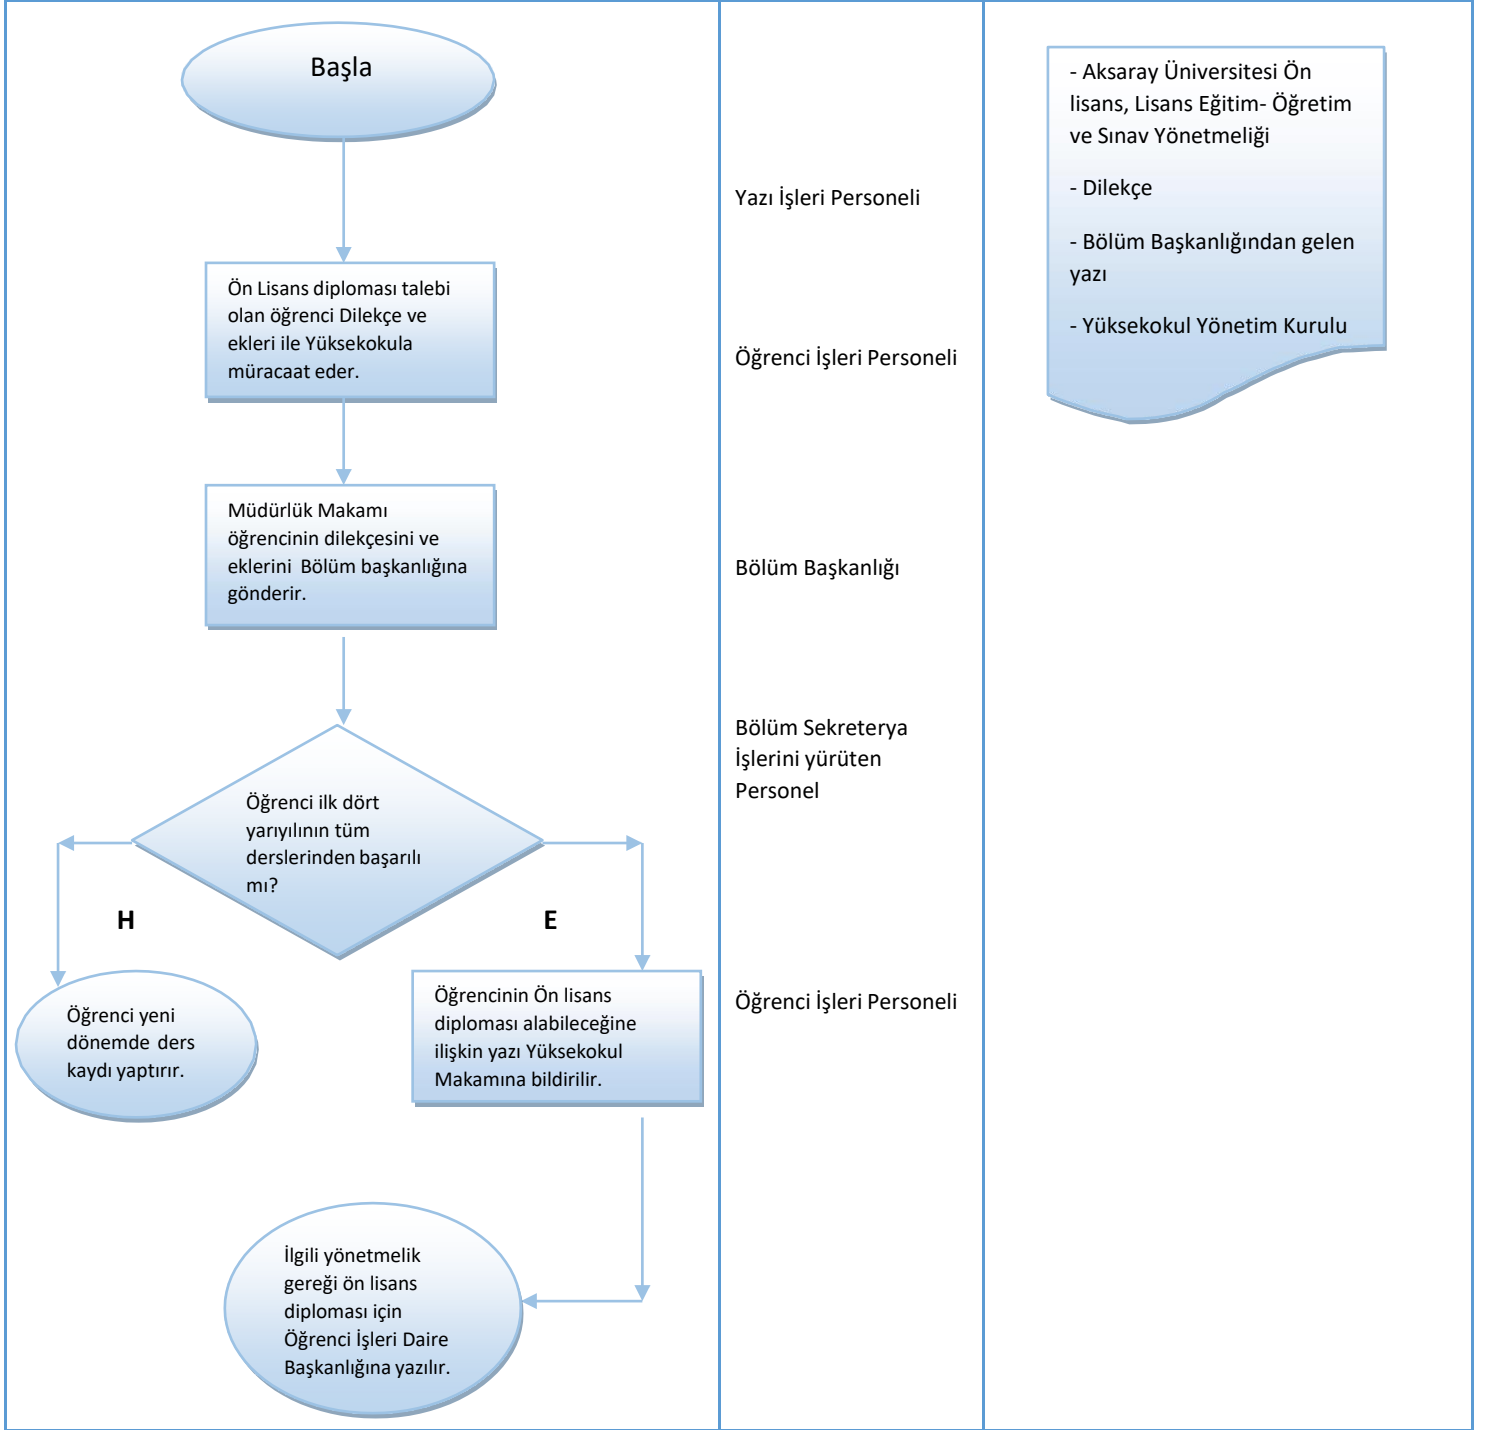 Başla
Ön Lisans diploması talebi
olan öğrenci Dilekçe ve
ekleri ile Yüksekokula
müracaat eder.
Müdürlük Makamı
öğrencinin dilekçesini ve
eklerini Bölüm başkanlığına
gönderir.
Öğrenci ilk dört
yarıyılının tüm
derslerinden başarılı
mı?
H
E
Öğrenci yeni
dönemde ders
kaydı yaptırır.
Öğrencinin Ön lisans
diploması alabileceğine
ilişkin yazı Yüksekokul
Makamına bildirilir.
İlgili yönetmelik
gereği ön lisans
diploması için
Öğrenci İşleri Daire
Başkanlığına yazılır.
Yazı İşleri Personeli
Öğrenci İşleri Personeli
Bölüm Başkanlığı
Bölüm Sekreterya
İşlerini yürüten
Personel
Öğrenci İşleri Personeli
- Aksaray Üniversitesi Ön
lisans, Lisans Eğitim- Öğretim
ve Sınav Yönetmeliği
- Dilekçe
- Bölüm Başkanlığından gelen
yazı
- Yüksekokul Yönetim Kurulu